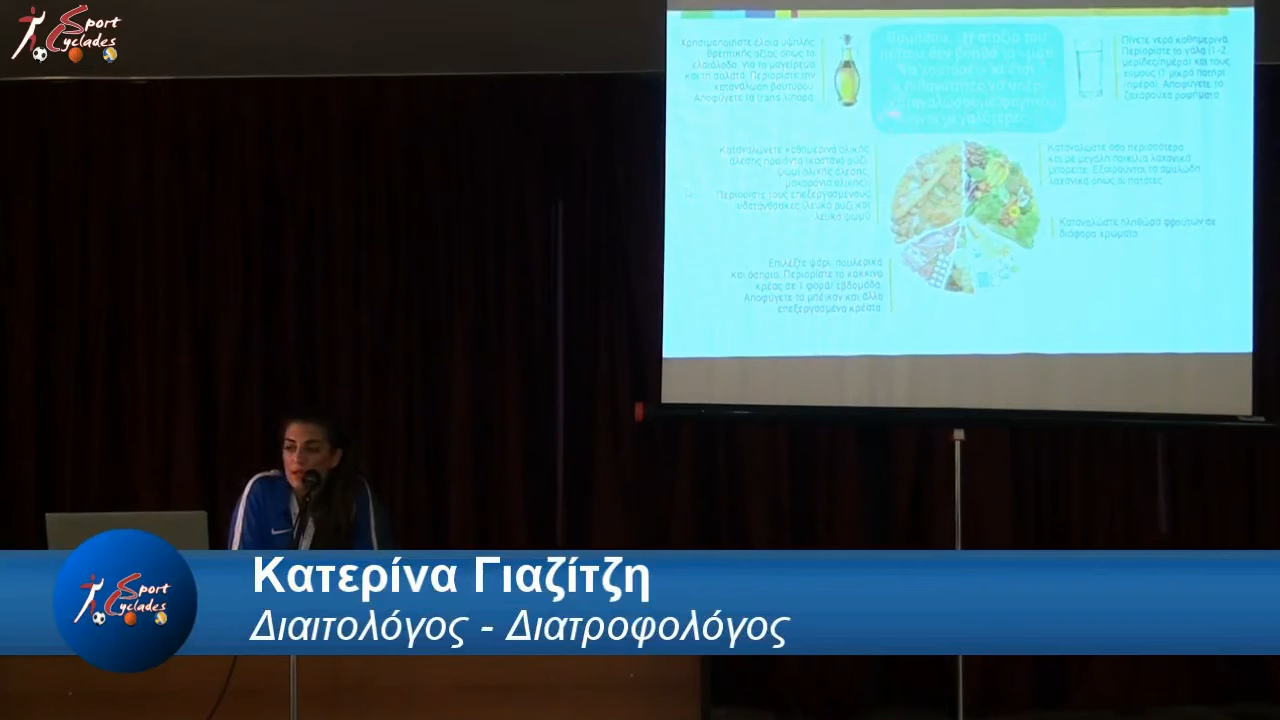 Sport
Cyclades
Χρησιμοποιήστε έλαια υψηλής
θρεπτικής αξίας όπως το
ελαιόλαδο, για το μαγείρεμα
και τη σαλάτα. Περιορίστε την
κατανάλωση βουτύρου.
Αποφύγετε τα trans λιπαρά.
Πίνετε νερό καθημερινά.
Περιορίστε το γάλα (1-2
μερίδες/ημέρα) και τους
χυμούς (1 μικρό ποτήρι
/ημέρα). Αποφύγετε τα
ζαχαρούχα ροφήματα.
Καταναλώνετε καθημερινά ολικής
άλεσης προϊόντα (καστανό ρύζι,
ψωμί ολικής άλεσης,
μακαρόνια ολικής).
Περιορίστε τους επεξεργασμένους
υδατάνθρακες (λευκό ρύζι και
λευκό ψωμί)
Καταναλώστε όσο περισσότερα
και με μεγάλη ποικιλία λαχανικά
μπορείτε. Εξαιρούνται τα αμυλώδη
λαχανικά όπως οι πατάτες.
Καταναλώστε πληθώρα φρούτων σε
διάφορα χρώματα.
Επιλέξτε ψάρι, πουλερικά
και όσπρια. Περιορίστε το κόκκινο
κρέας σε 1 φορά/ εβδομάδα.
Αποφύγετε το μπέικον και άλλα
επεξεργασμένα κρέατα.
Κατερίνα Γιαζίτζη
Διαιτολόγος - Διατροφολόγος
Sport
Cyclades